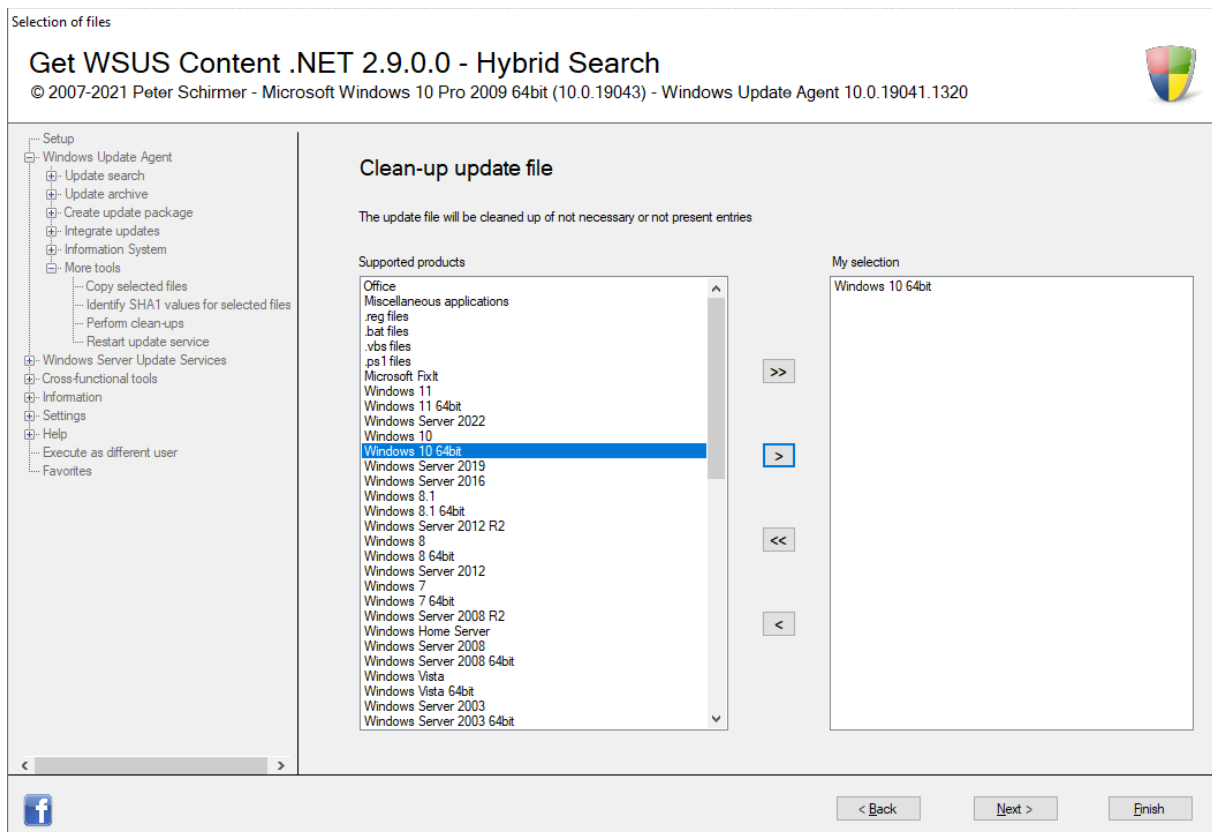 Selection of files
Get WSUS Content .NET 2.9.0.0 - Hybrid Search
© 2007-2021 Peter Schirmer - Microsoft Windows 10 Pro 2009 64bit (10.0.19043) - Windows Update Agent 10.0.19041.1320
Setup
Windows Update Agent
Update search
Update archive
Create update package
Integrate updates
Information System
More tools
Copy selected files
Identify SHA1 values for selected files
Perform clean-ups
Restart update service
Windows Server Update Services
Cross-functional tools
Information
Settings
Help
Execute as different user
Favorites
Clean-up update file
The update file will be cleaned up of not necessary or not present entries
Supported products
Office
Miscellaneous applications
.reg files
.bat files
.vbs files
.ps1 files
Microsoft FixIt
Windows 11
Windows 11 64bit
Windows Server 2022
Windows 10
Windows 10 64bit
Windows Server 2019
Windows Server 2016
Windows 8.1
Windows 8.1 64bit
Windows Server 2012 R2
Windows 8
Windows 8 64bit
Windows Server 2012
Windows 7
Windows 7 64bit
Windows Server 2008 R2
Windows Home Server
Windows Server 2008
Windows Server 2008 64bit
Windows Vista
Windows Vista 64bit
Windows Server 2003
Windows Server 2003 64bit
>>
>
<<
<
My selection
Windows 10 64bit
f
< Back
Next >
Finish